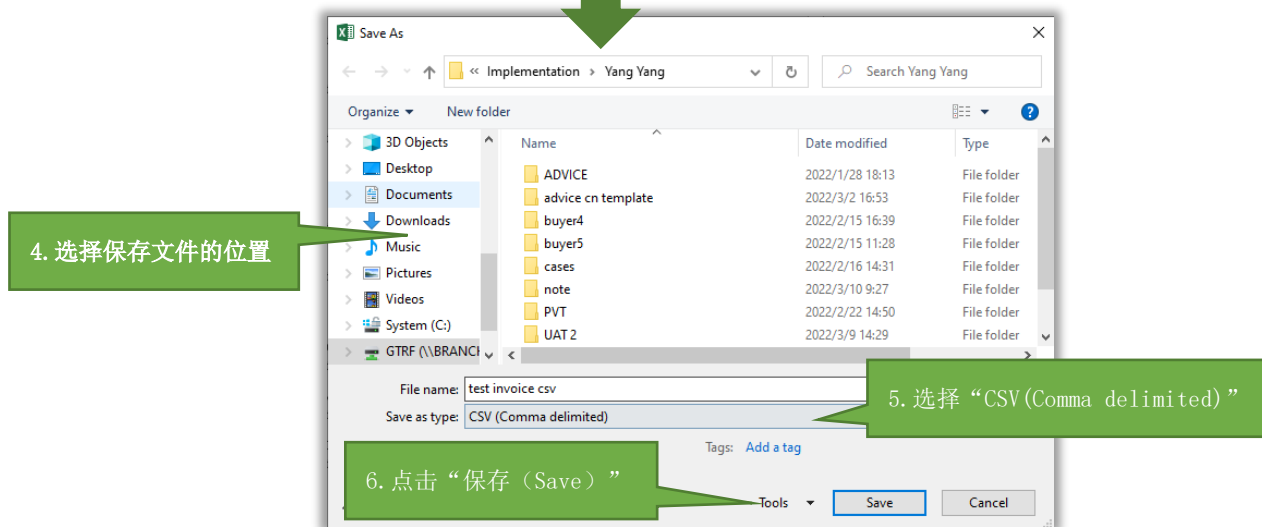 Save As
« Implementation › Yang Yang
Search Yang Yang
Organize
New folder
Name Date modified Type
3D Objects
Desktop
Documents
Downloads
Music
Pictures
Videos
System (C:)
GTRF (\\BRANCH
ADVICE 2022/1/28 18:13 File folder
advice cn template 2022/3/2 16:53 File folder
buyer4 2022/2/15 16:39 File folder
buyer5 2022/2/15 11:28 File folder
cases 2022/2/16 14:31 File folder
note 2022/3/10 9:27 File folder
PVT 2022/2/22 14:50 File folder
UAT 2 2022/3/9 14:29 File folder
4.选择保存文件的位置
File name: test invoice csv
Save as type: CSV (Comma delimited)
5.选择“CSV(Comma delimited)”
Tags: Add a tag
6.点击“保存（Save）”
Tools Save Cancel